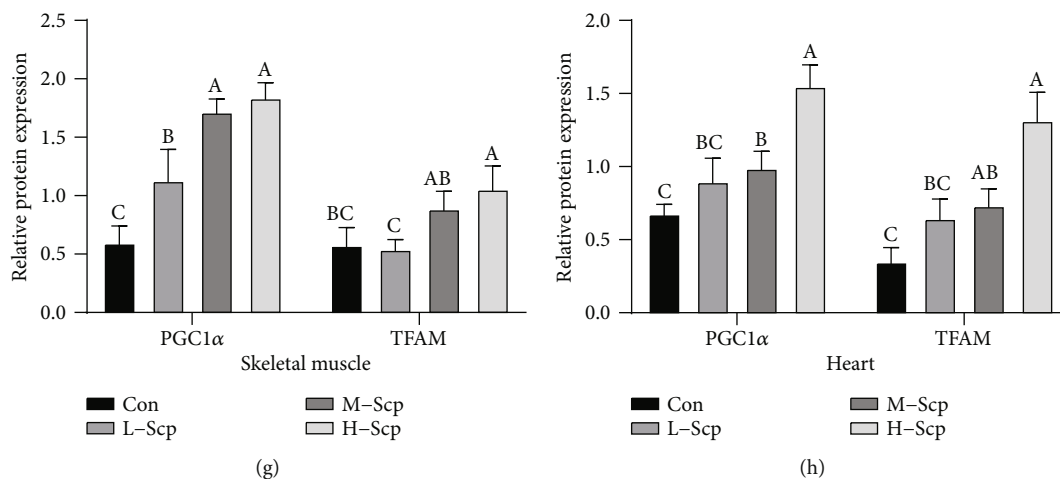 2.5
2.0
1.5
1.0
0.5
0.0
Relative protein expression
C
B
A
A
BC
C
AB
A
PGC1α
TFAM
Skeletal muscle
Con
L–Scp
M–Scp
H–Scp
(g)
2.0
1.5
1.0
0.5
0.0
Relative protein expression
C
BC
B
A
C
BC
AB
A
PGC1α
TFAM
Heart
Con
L–Scp
M–Scp
H–Scp
(h)